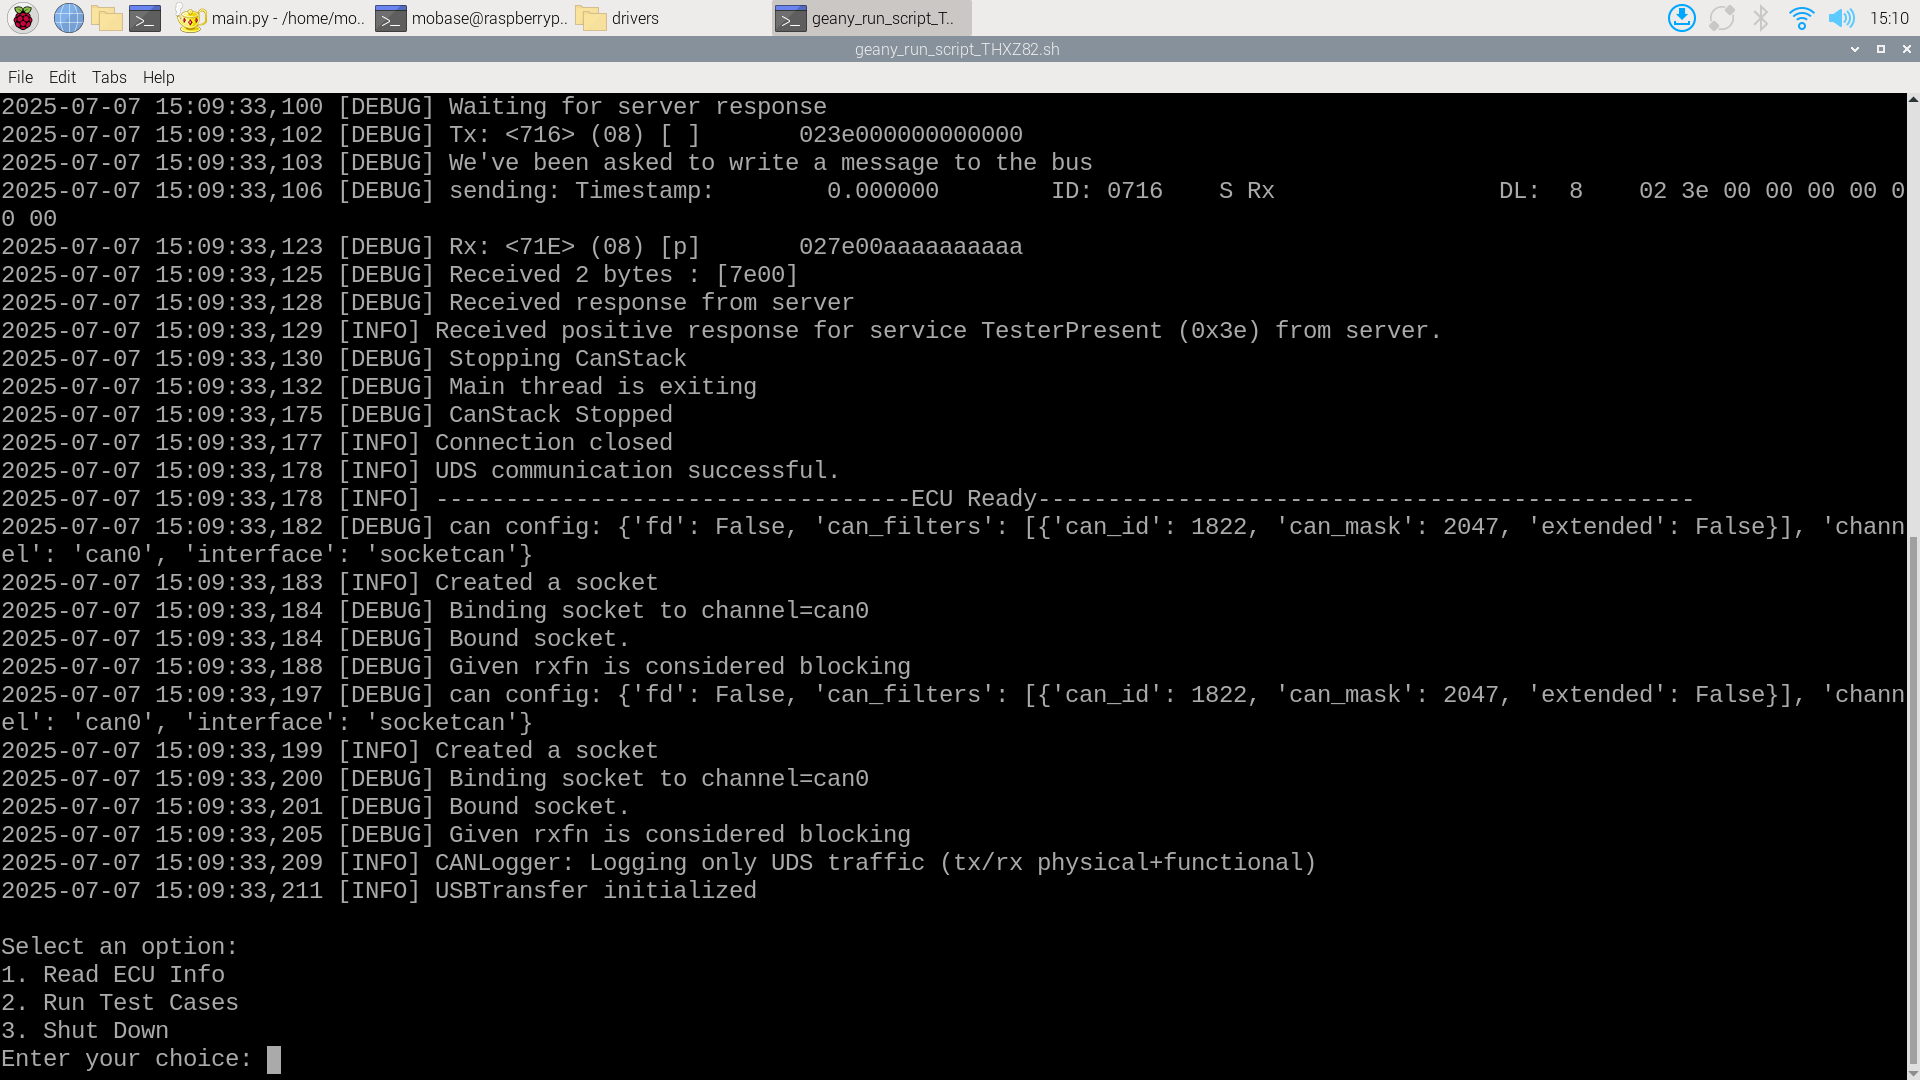 main.py - /home/mo..
mobase@raspberryp..
drivers
geany_run_script_T..
15:10
geany_run_script_THXZ82.sh
File Edit Tabs Help
2025-07-07 15:09:33,100 [DEBUG] Waiting for server response
2025-07-07 15:09:33,102 [DEBUG] Tx: <716> (08) [ ]       023e000000000000
2025-07-07 15:09:33,103 [DEBUG] We've been asked to write a message to the bus
2025-07-07 15:09:33,106 [DEBUG] sending: Timestamp:        0.000000        ID: 0716    S Rx                DL:  8    02 3e 00 00 00 00 0
0 00
2025-07-07 15:09:33,123 [DEBUG] Rx: <71E> (08) [p]       027e00aaaaaaaaaa
2025-07-07 15:09:33,125 [DEBUG] Received 2 bytes : [7e00]
2025-07-07 15:09:33,128 [DEBUG] Received response from server
2025-07-07 15:09:33,129 [INFO] Received positive response for service TesterPresent (0x3e) from server.
2025-07-07 15:09:33,130 [DEBUG] Stopping CanStack
2025-07-07 15:09:33,132 [DEBUG] Main thread is exiting
2025-07-07 15:09:33,175 [DEBUG] CanStack Stopped
2025-07-07 15:09:33,177 [INFO] Connection closed
2025-07-07 15:09:33,178 [INFO] UDS communication successful.
2025-07-07 15:09:33,178 [INFO] ----------------------------------ECU Ready-----------------------------------------------
2025-07-07 15:09:33,182 [DEBUG] can config: {'fd': False, 'can_filters': [{'can_id': 1822, 'can_mask': 2047, 'extended': False}], 'chann
el': 'can0', 'interface': 'socketcan'}
2025-07-07 15:09:33,183 [INFO] Created a socket
2025-07-07 15:09:33,184 [DEBUG] Binding socket to channel=can0
2025-07-07 15:09:33,184 [DEBUG] Bound socket.
2025-07-07 15:09:33,188 [DEBUG] Given rxfn is considered blocking
2025-07-07 15:09:33,197 [DEBUG] can config: {'fd': False, 'can_filters': [{'can_id': 1822, 'can_mask': 2047, 'extended': False}], 'chann
el': 'can0', 'interface': 'socketcan'}
2025-07-07 15:09:33,199 [INFO] Created a socket
2025-07-07 15:09:33,200 [DEBUG] Binding socket to channel=can0
2025-07-07 15:09:33,201 [DEBUG] Bound socket.
2025-07-07 15:09:33,205 [DEBUG] Given rxfn is considered blocking
2025-07-07 15:09:33,209 [INFO] CANLogger: Logging only UDS traffic (tx/rx physical+functional)
2025-07-07 15:09:33,211 [INFO] USBTransfer initialized
Select an option:
1. Read ECU Info
2. Run Test Cases
3. Shut Down
Enter your choice: